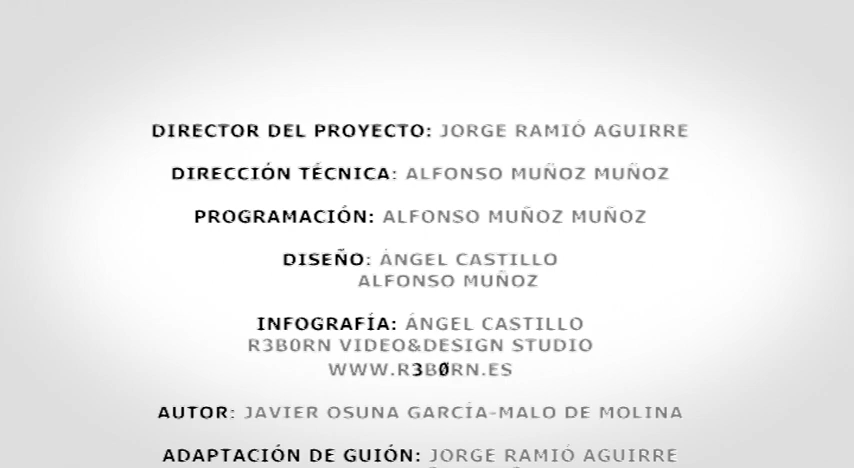 DIRECTOR DEL PROYECTO: JORGE RAMIÓ AGUIRRE
DIRECCIÓN TÉCNICA: ALFONSO MUÑOZ MUÑOZ
PROGRAMACIÓN: ALFONSO MUÑOZ MUÑOZ
DISEÑO: ÁNGEL CASTILLO
ALFONSO MUÑOZ
INFOGRAFÍA: ÁNGEL CASTILLO
R3B0RN VIDEO&DESIGN STUDIO
WWW.R3BØRN.ES
AUTOR: JAVIER OSUNA GARCÍA-MALO DE MOLINA
ADAPTACIÓN DE GUIÓN: JORGE RAMIÓ AGUIRRE